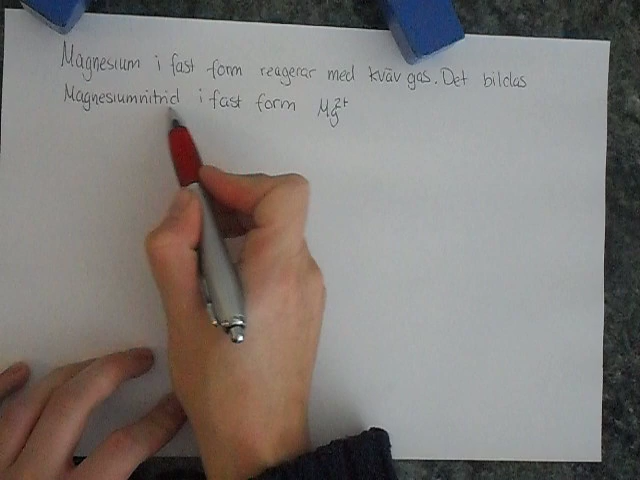 Magnesium i fast form reagerar med kväv gas. Det bildas
Magnesiumnitrid i fast form Mg²⁺